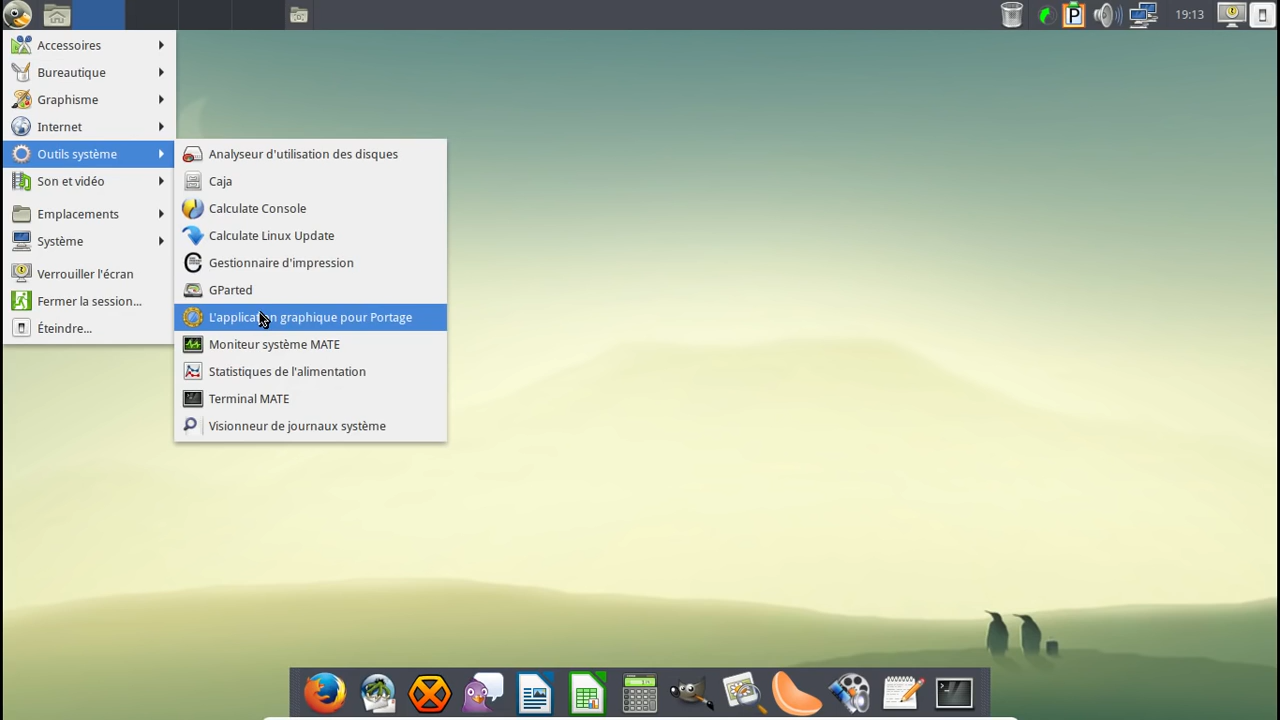 19:13
Accessoires
Bureautique
Graphisme
Internet
Outils système
Son et vidéo
Emplacements
Système
Verrouiller l'écran
Fermer la session...
Éteindre...
Analyseur d'utilisation des disques
Caja
Calculate Console
Calculate Linux Update
Gestionnaire d'impression
GParted
L'application graphique pour Portage
Moniteur système MATE
Statistiques de l'alimentation
Terminal MATE
Visionneur de journaux système